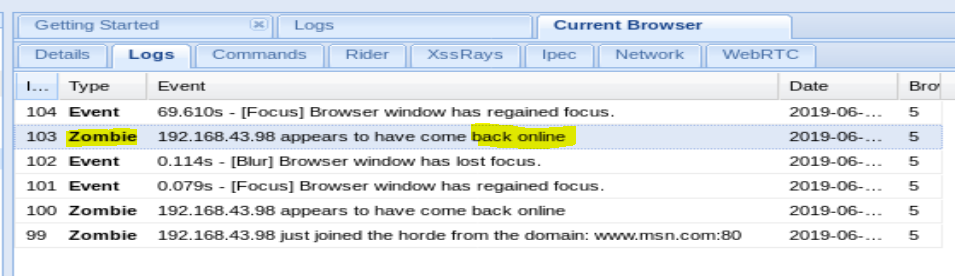 Getting Started Logs Current Browser
Details Logs Commands Rider XssRays Ipec Network WebRTC
I... Type Event Date Bro
104 Event 69.610s - [Focus] Browser window has regained focus. 2019-06-... 5
103 Zombie 192.168.43.98 appears to have come back online 2019-06-... 5
102 Event 0.114s - [Blur] Browser window has lost focus. 2019-06-... 5
101 Event 0.079s - [Focus] Browser window has regained focus. 2019-06-... 5
100 Zombie 192.168.43.98 appears to have come back online 2019-06-... 5
99 Zombie 192.168.43.98 just joined the horde from the domain: www.msn.com:80 2019-06-... 5